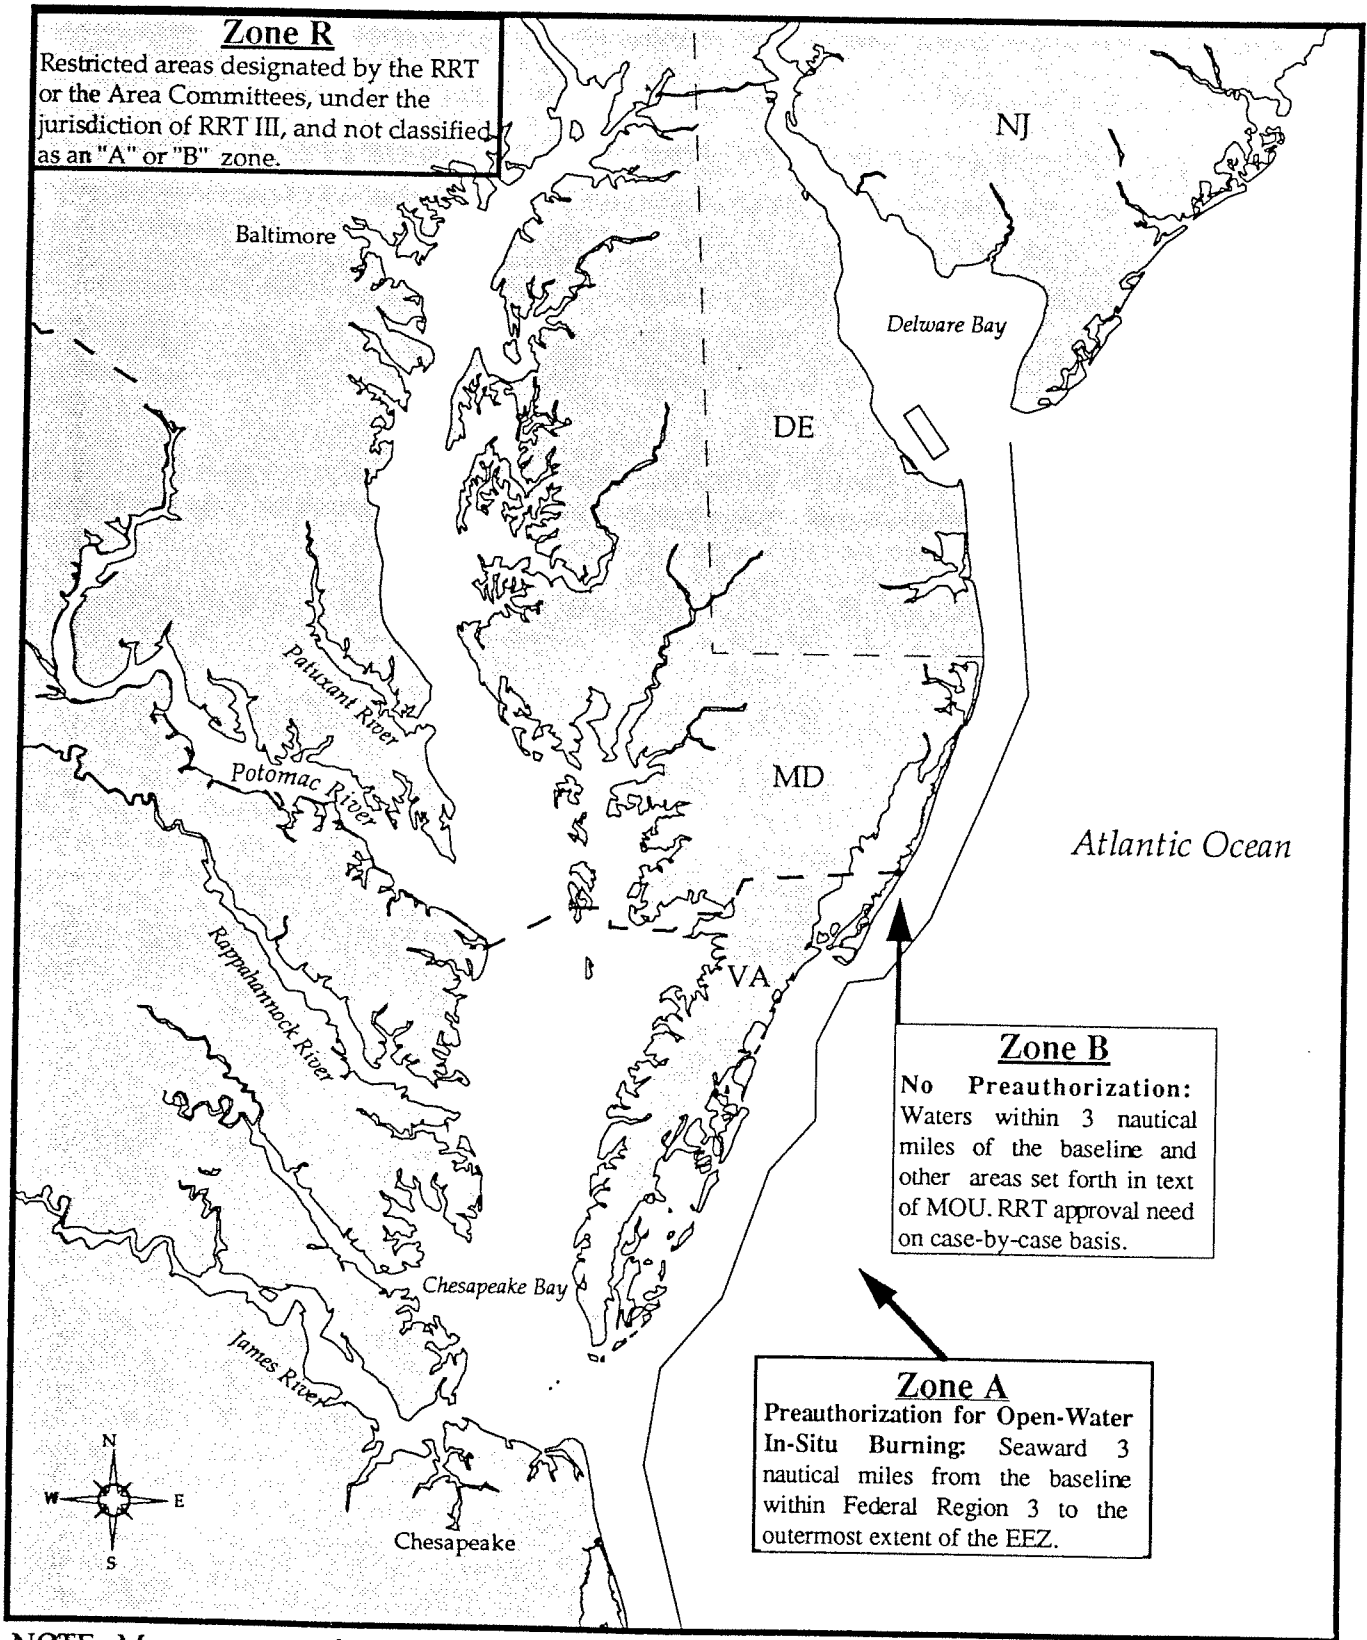 Zone R
Restricted areas designated by the RRT
or the Area Committees, under the
jurisdiction of RRT III, and not classified
as an "A" or "B" zone.
NJ
Baltimore
Delware Bay
DE
Patuxant River
Potomac River
MD
Atlantic Ocean
Rappahannock River
VA
Zone B
No Preauthorization:
Waters within 3 nautical
miles of the baseline and
other areas set forth in text
of MOU. RRT approval need
on case-by-case basis.
Chesapeake Bay
James River
Zone A
Preauthorization for Open-Water
In-Situ Burning: Seaward 3
nautical miles from the baseline
within Federal Region 3 to the
outermost extent of the EEZ.
N
W
E
S
Chesapeake